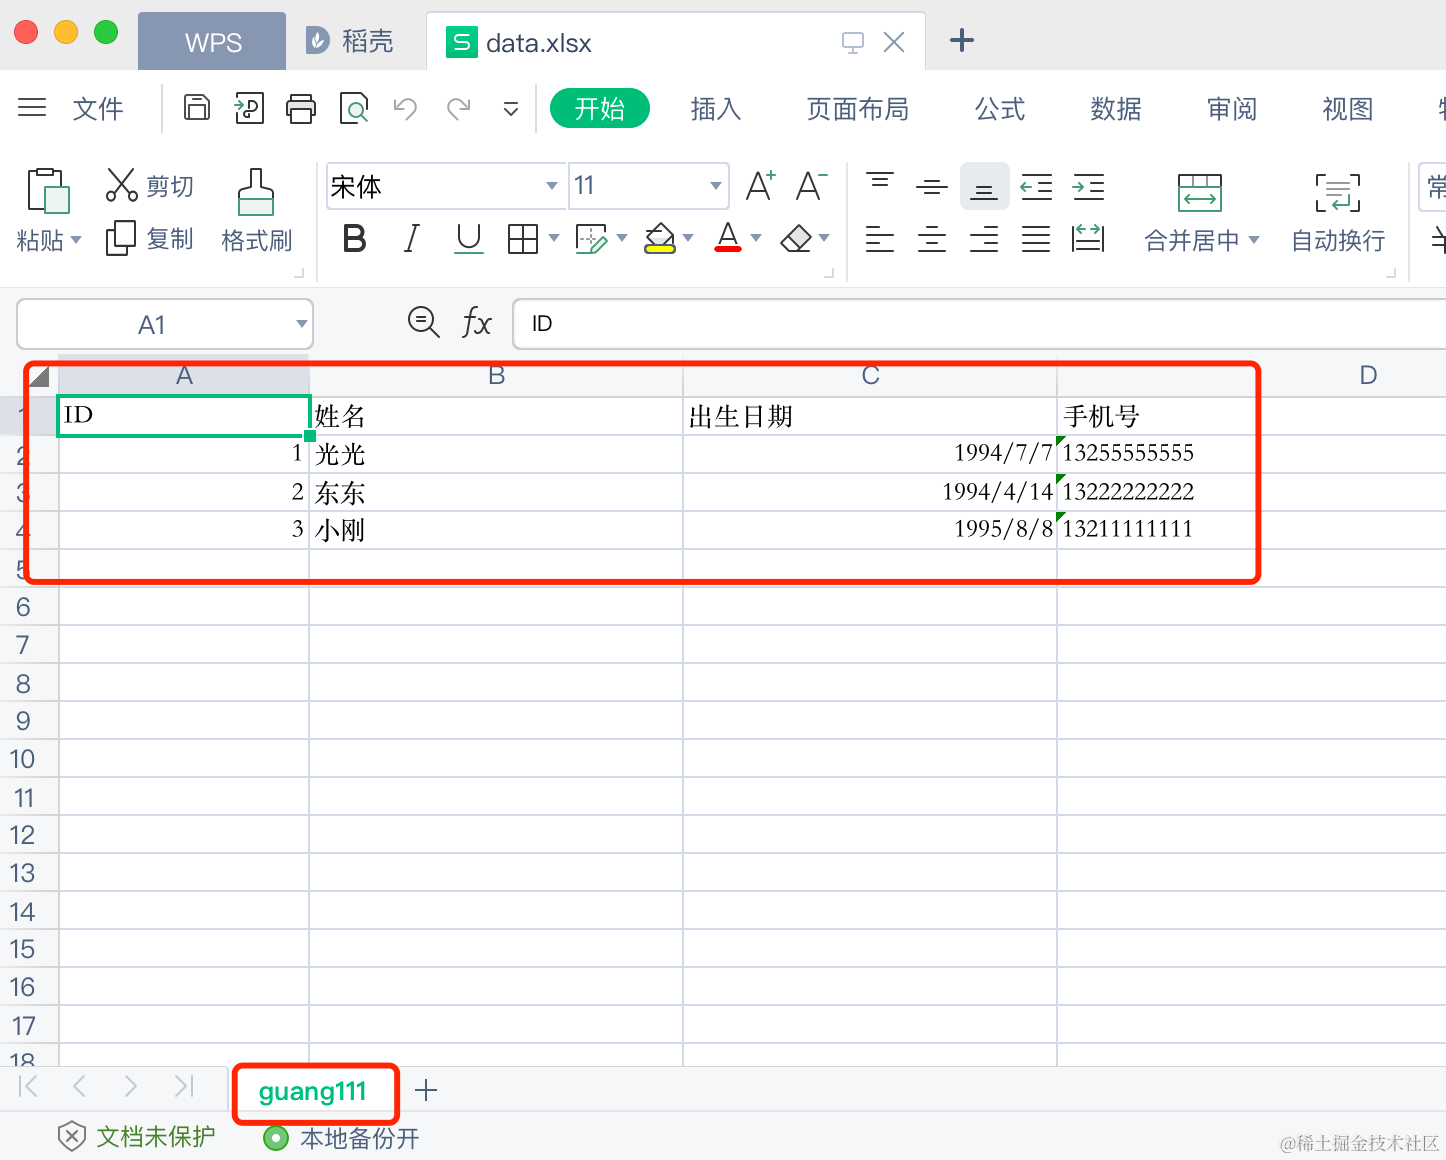 WPS 稻壳 data.xlsx
文件 开始 插入 页面布局 公式 数据 审阅 视图
剪切 宋体 11
粘贴 复制 格式刷 合并居中 自动换行
A1 fx ID
A B C D
1 ID 姓名 出生日期 手机号
2 1 光光 1994/7/7 13255555555
3 2 东东 1994/4/14 13222222222
4 3 小刚 1995/8/8 13211111111
5
6
7
8
9
10
11
12
13
14
15
16
17
18
guang111
文档未保护 本地备份开
@稀土掘金技术社区